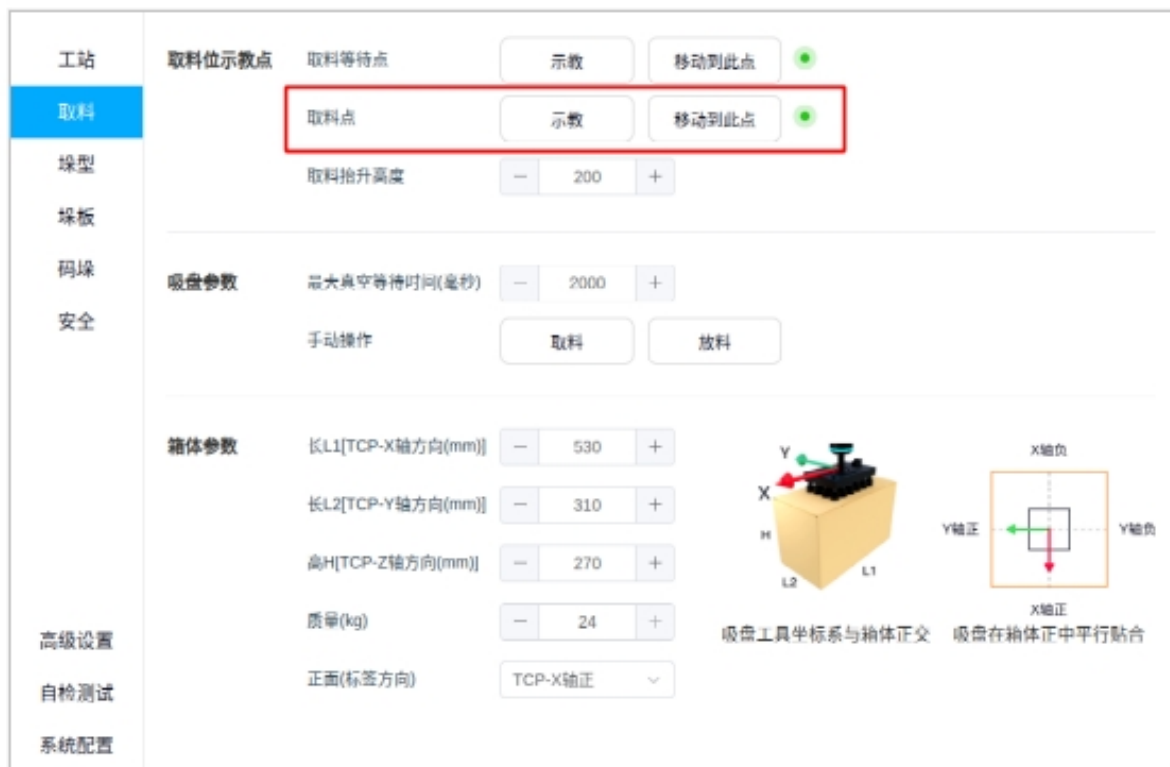 工站
取料
垛型
垛板
码垛
安全
高级设置
自检测试
系统配置
取料位示教点 取料等待点 示教 移动到此点
取料点 示教 移动到此点
取料抬升高度 − 200 +
吸盘参数 最大真空等待时间(毫秒) − 2000 +
手动操作 取料 放料
箱体参数 长L1[TCP-X轴方向(mm)] − 530 +
长L2[TCP-Y轴方向(mm)] − 310 +
高H[TCP-Z轴方向(mm)] − 270 +
质量(kg) − 24 +
正面(标签方向) TCP-X轴正
Y
X
H
L2
L1
吸盘工具坐标系与箱体正交
X轴负
Y轴正 Y轴负
X轴正
吸盘在箱体正中平行贴合